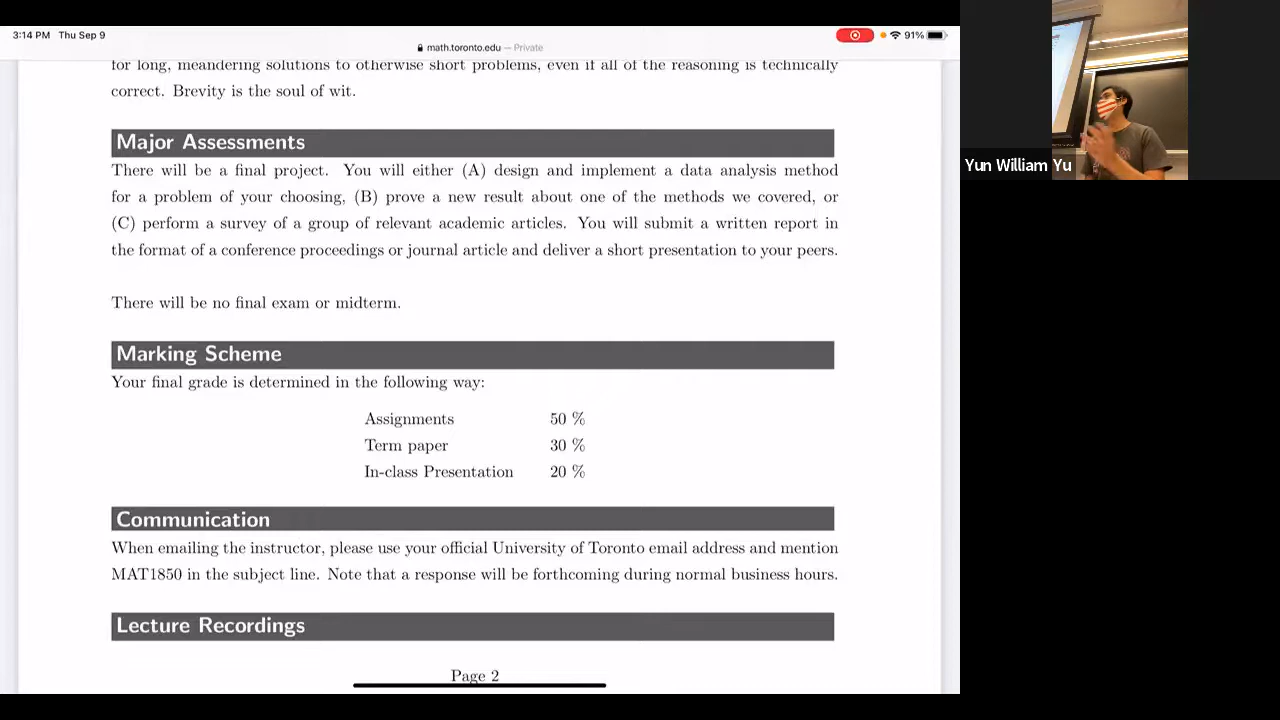 3:14 PM Thu Sep 9
math.toronto.edu — Private
91%
for long, meandering solutions to otherwise short problems, even if all of the reasoning is technically
correct. Brevity is the soul of wit.
Major Assessments
There will be a final project. You will either (A) design and implement a data analysis method
for a problem of your choosing, (B) prove a new result about one of the methods we covered, or
(C) perform a survey of a group of relevant academic articles. You will submit a written report in
the format of a conference proceedings or journal article and deliver a short presentation to your peers.
There will be no final exam or midterm.
Marking Scheme
Your final grade is determined in the following way:
Assignments 50 %
Term paper 30 %
In-class Presentation 20 %
Communication
When emailing the instructor, please use your official University of Toronto email address and mention
MAT1850 in the subject line. Note that a response will be forthcoming during normal business hours.
Lecture Recordings
Page 2
Yun William Yu